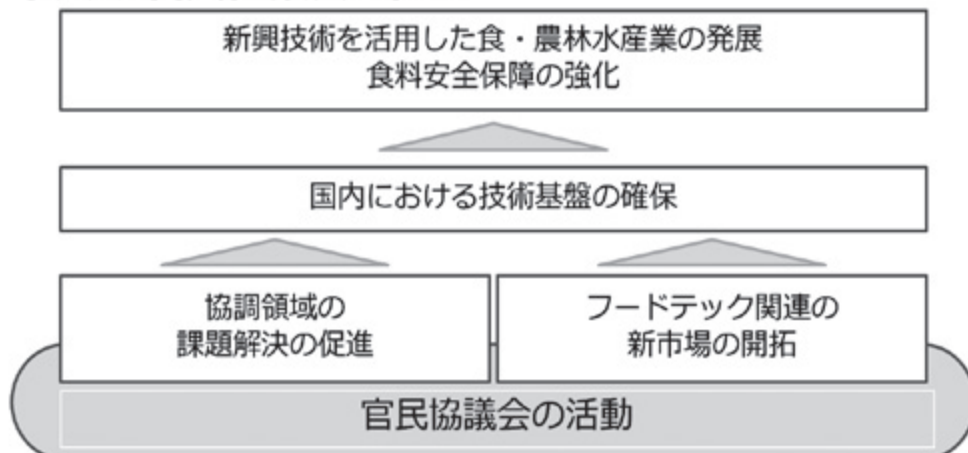 新興技術を活用した食・農林水産業の発展
食料安全保障の強化
国内における技術基盤の確保
協調領域の
課題解決の促進
フードテック関連の
新市場の開拓
官民協議会の活動